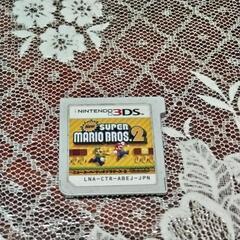 NINTENDO 3DS
NEW
SUPER
MARIO BROS. 2
LNA-CTR-ABEJ-JPN